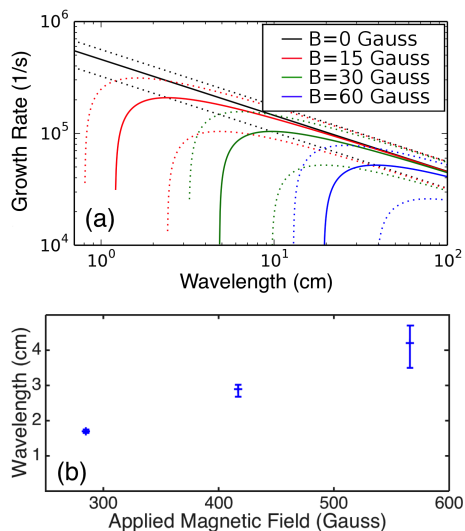 10^6
B=0 Gauss
B=15 Gauss
B=30 Gauss
B=60 Gauss
Growth Rate (1/s)
10^5
(a)
10^4
10^0 10^1 10^2
Wavelength (cm)
Wavelength (cm)
4
3
2
1
(b)
300 400 500 600
Applied Magnetic Field (Gauss)